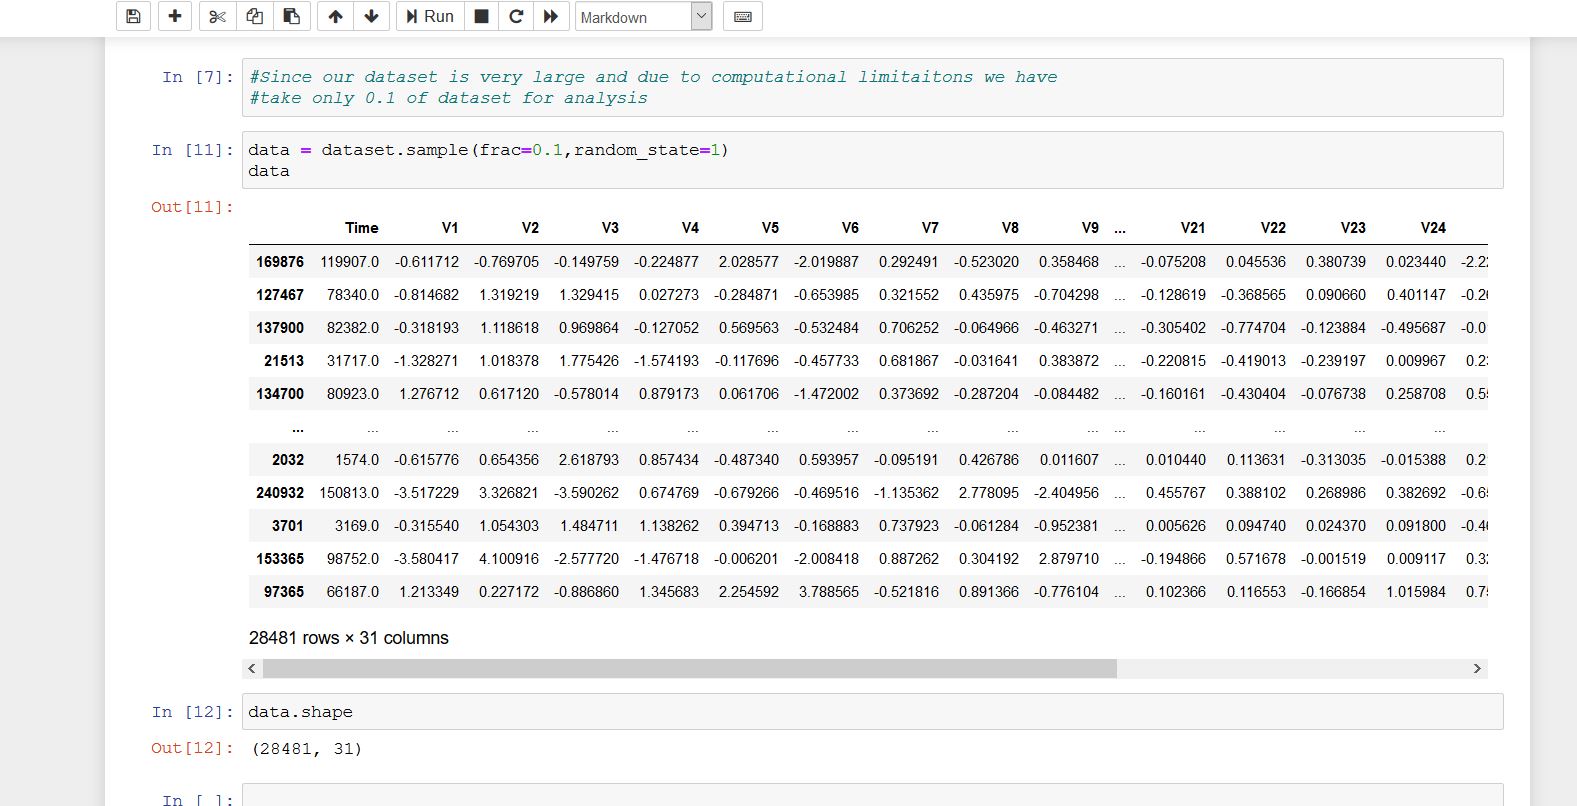 Run Markdown
In [7]: #Since our dataset is very large and due to computational limitaitons we have
#take only 0.1 of dataset for analysis
In [11]: data = dataset.sample(frac=0.1,random_state=1)
data
Out[11]:
Time V1 V2 V3 V4 V5 V6 V7 V8 V9 ... V21 V22 V23 V24
169876 119907.0 -0.611712 -0.769705 -0.149759 -0.224877 2.028577 -2.019887 0.292491 -0.523020 0.358468 ... -0.075208 0.045536 0.380739 0.023440 -2.2
127467 78340.0 -0.814682 1.319219 1.329415 0.027273 -0.284871 -0.653985 0.321552 0.435975 -0.704298 ... -0.128619 -0.368565 0.090660 0.401147 -0.2
137900 82382.0 -0.318193 1.118618 0.969864 -0.127052 0.569563 -0.532484 0.706252 -0.064966 -0.463271 ... -0.305402 -0.774704 -0.123884 -0.495687 -0.0
21513 31717.0 -1.328271 1.018378 1.775426 -1.574193 -0.117696 -0.457733 0.681867 -0.031641 0.383872 ... -0.220815 -0.419013 -0.239197 0.009967 0.2
134700 80923.0 1.276712 0.617120 -0.578014 0.879173 0.061706 -1.472002 0.373692 -0.287204 -0.084482 ... -0.160161 -0.430404 -0.076738 0.258708 0.5
... ... ... ... ... ... ... ... ... ... ... ... ... ... ... ...
2032 1574.0 -0.615776 0.654356 2.618793 0.857434 -0.487340 0.593957 -0.095191 0.426786 0.011607 ... 0.010440 0.113631 -0.313035 -0.015388 0.2
240932 150813.0 -3.517229 3.326821 -3.590262 0.674769 -0.679266 -0.469516 -1.135362 2.778095 -2.404956 ... 0.455767 0.388102 0.268986 0.382692 -0.6
3701 3169.0 -0.315540 1.054303 1.484711 1.138262 0.394713 -0.168883 0.737923 -0.061284 -0.952381 ... 0.005626 0.094740 0.024370 0.091800 -0.4
153365 98752.0 -3.580417 4.100916 -2.577720 -1.476718 -0.006201 -2.008418 0.887262 0.304192 2.879710 ... -0.194866 0.571678 -0.001519 0.009117 0.3
97365 66187.0 1.213349 0.227172 -0.886860 1.345683 2.254592 3.788565 -0.521816 0.891366 -0.776104 ... 0.102366 0.116553 -0.166854 1.015984 0.7
28481 rows × 31 columns
In [12]: data.shape
Out[12]: (28481, 31)
In [ ]: